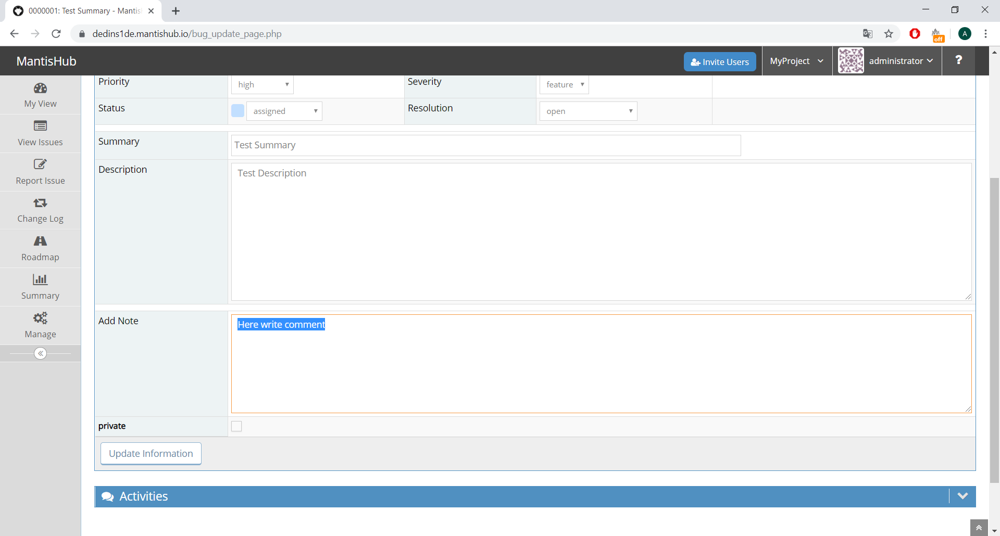 0000001: Test Summary - Mantis
dedins1de.mantishub.io/bug_update_page.php
off
A
MantisHub
Invite Users
MyProject
administrator
?
My View
View Issues
Report Issue
Change Log
Roadmap
Summary
Manage
Priority
high
Severity
feature
Status
assigned
Resolution
open
Summary
Test Summary
Description
Test Description
Add Note
Here write comment
private
Update Information
Activities